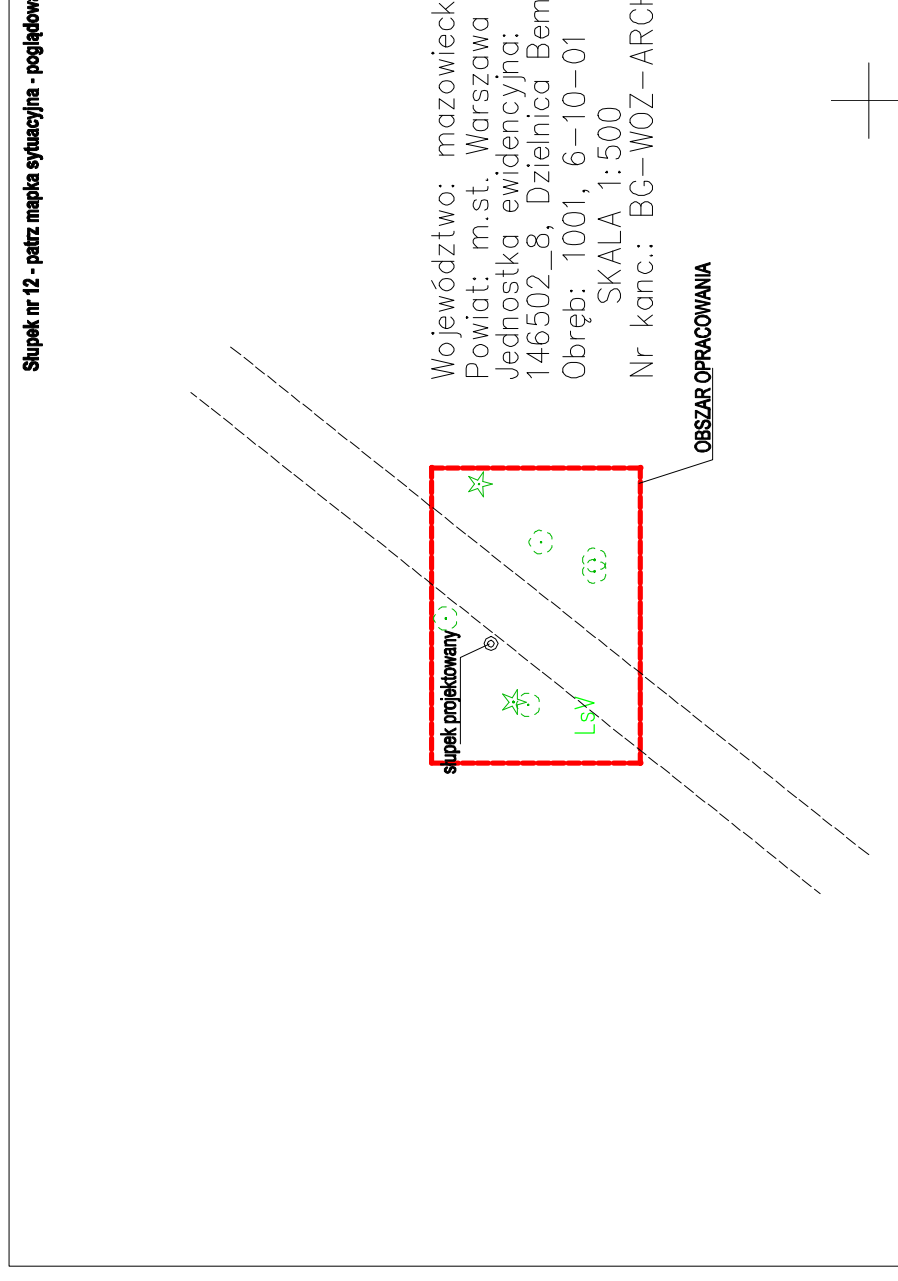 Słupek nr 12 - patrz mapka sytuacyjna - poglądowa
Województwo: mazowieck
Powiat: m.st. Warszawa
Jednostka ewidencyjna:
146502_8, Dzielnica Bem
Obręb: 1001, 6-10-01
SKALA 1:500
Nr kanc.: BG-WOZ-ARCH
OBSZAR OPRACOWANIA
słupek projektowany
LsV